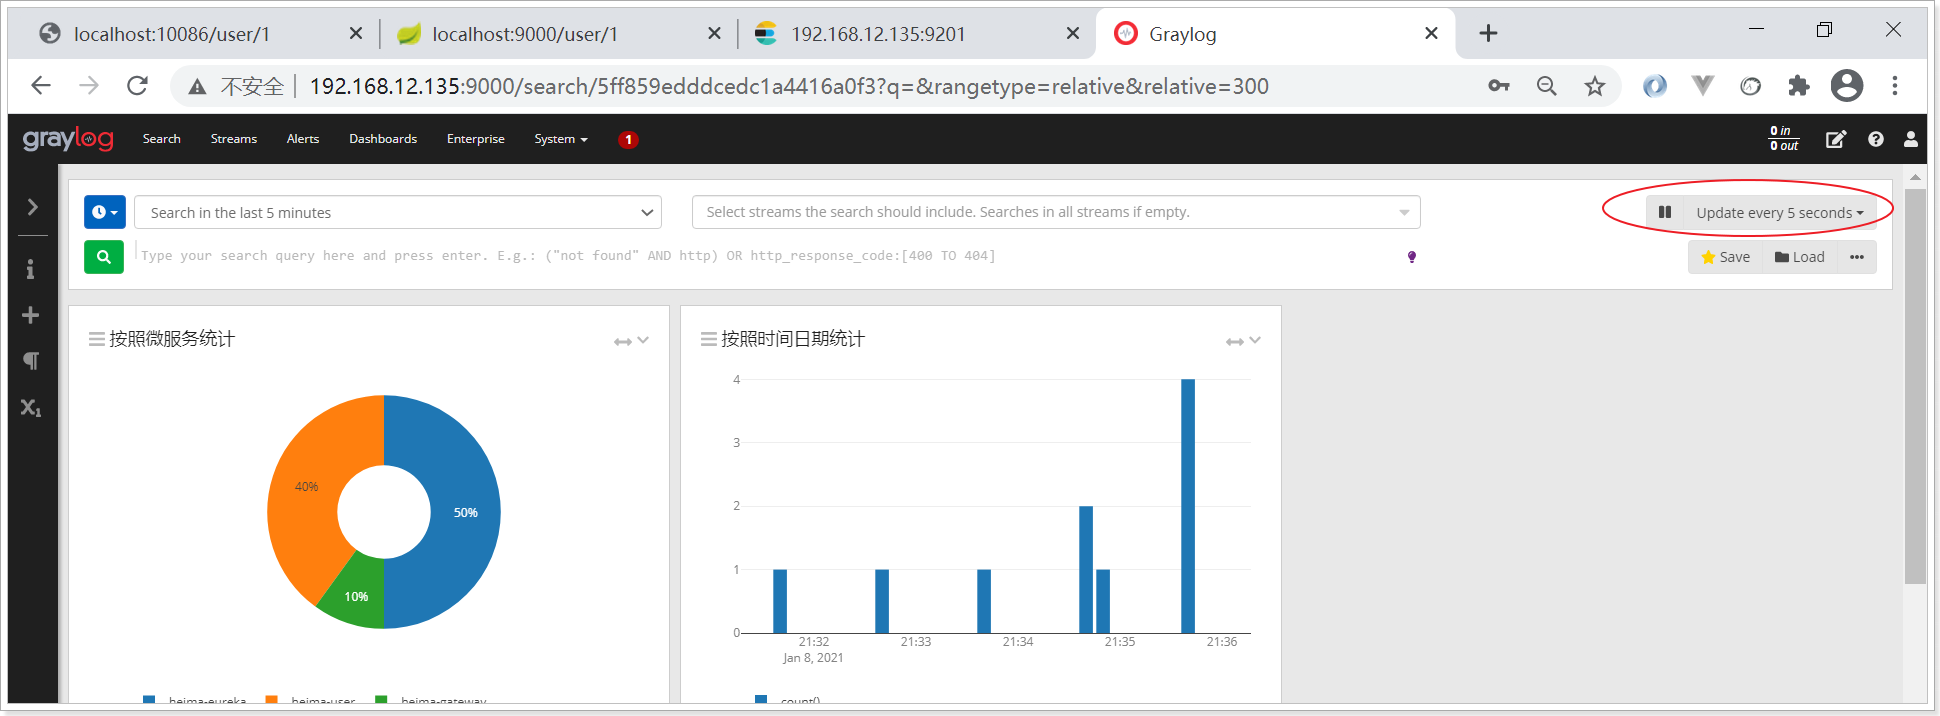 localhost:10086/user/1
localhost:9000/user/1
192.168.12.135:9201
Graylog
不安全 192.168.12.135:9000/search/5ff859edddcedc1a4416a0f3?q=&rangetype=relative&relative=300
graylog Search Streams Alerts Dashboards Enterprise System 1
0 in
0 out
Search in the last 5 minutes
Select streams the search should include. Searches in all streams if empty.
Update every 5 seconds
Type your search query here and press enter. E.g.: ("not found" AND http) OR http_response_code:[400 TO 404]
Save Load
按照微服务统计
40%
50%
10%
heima-eureka heima-user heima-gateway
按照时间日期统计
4
3
2
1
0
21:32 21:33 21:34 21:35 21:36
Jan 8, 2021
count()